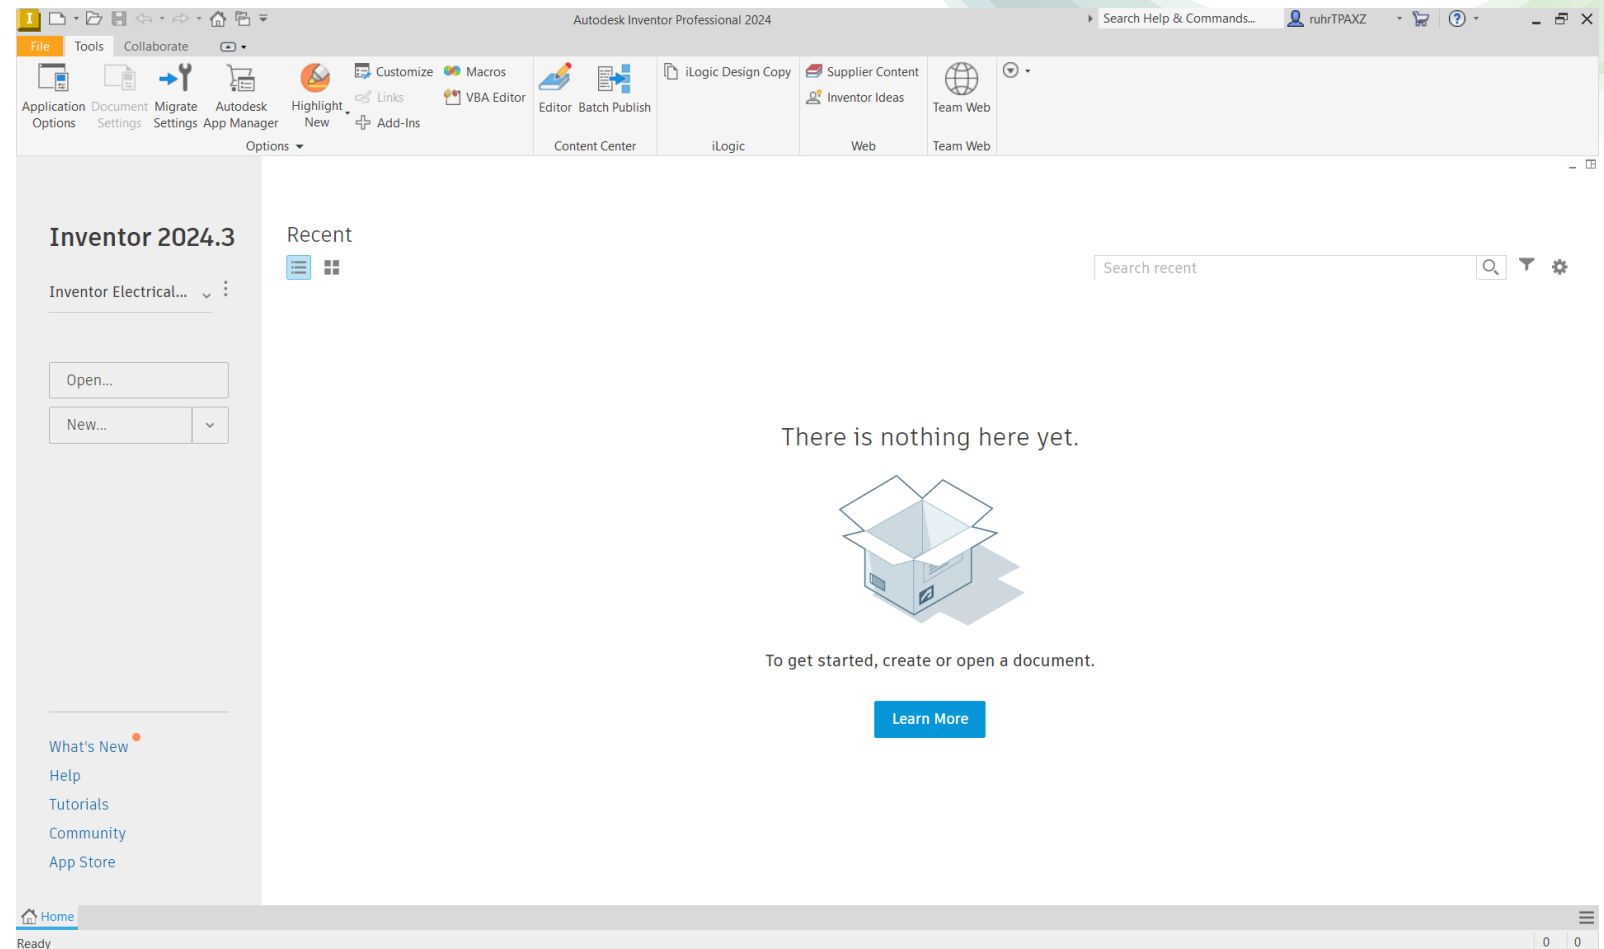 Autodesk Inventor Professional 2024
Search Help & Commands...
ruhrTPAXZ
File
Tools
Collaborate
Application Options
Document Settings
Migrate Settings
Autodesk App Manager
Highlight New
Customize
Links
Add-Ins
Macros
VBA Editor
Options
Editor
Batch Publish
Content Center
iLogic Design Copy
iLogic
Supplier Content
Inventor Ideas
Web
Team Web
Team Web
Inventor 2024.3
Inventor Electrical...
Open...
New...
What's New
Help
Tutorials
Community
App Store
Recent
Search recent
There is nothing here yet.
To get started, create or open a document.
Learn More
Home
Ready
0 0